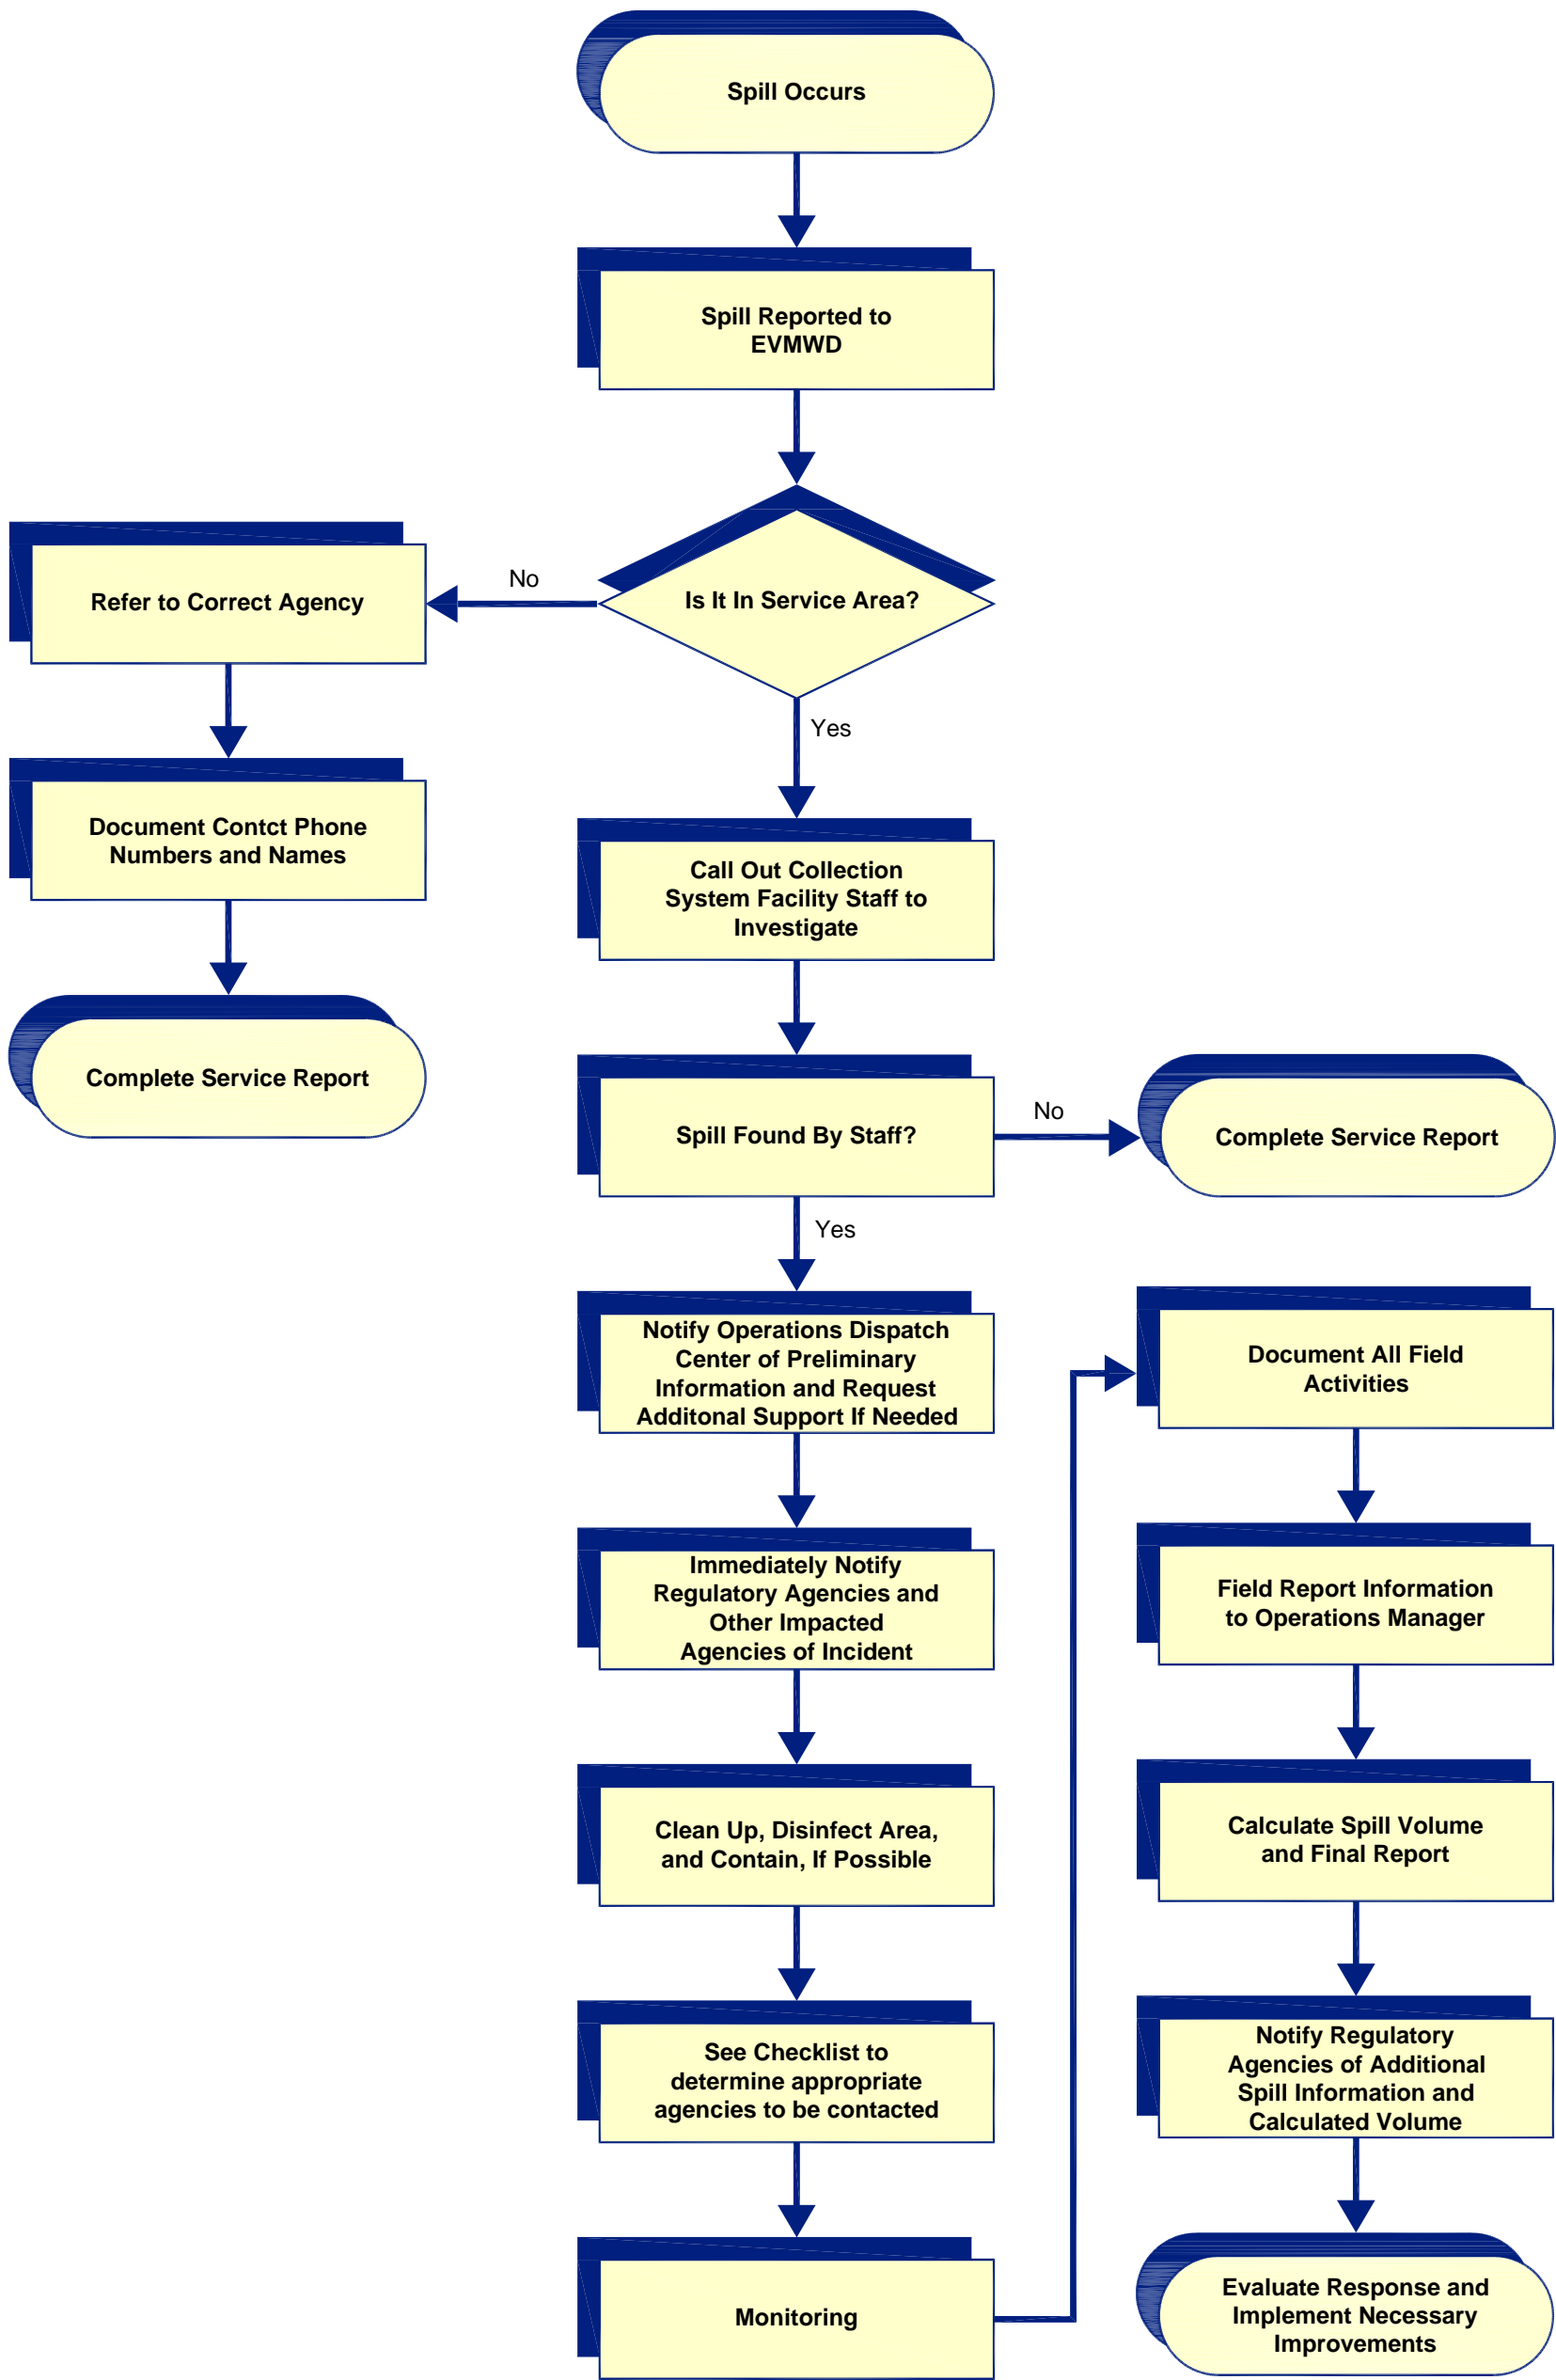 Spill Occurs
Spill Reported to
EVMWD
Is It In Service Area?
No
Refer to Correct Agency
Document Contct Phone
Numbers and Names
Complete Service Report
Yes
Call Out Collection
System Facility Staff to
Investigate
Spill Found By Staff?
No
Complete Service Report
Yes
Notify Operations Dispatch
Center of Preliminary
Information and Request
Additonal Support If Needed
Immediately Notify
Regulatory Agencies and
Other Impacted
Agencies of Incident
Clean Up, Disinfect Area,
and Contain, If Possible
See Checklist to
determine appropriate
agencies to be contacted
Monitoring
Document All Field
Activities
Field Report Information
to Operations Manager
Calculate Spill Volume
and Final Report
Notify Regulatory
Agencies of Additional
Spill Information and
Calculated Volume
Evaluate Response and
Implement Necessary
Improvements